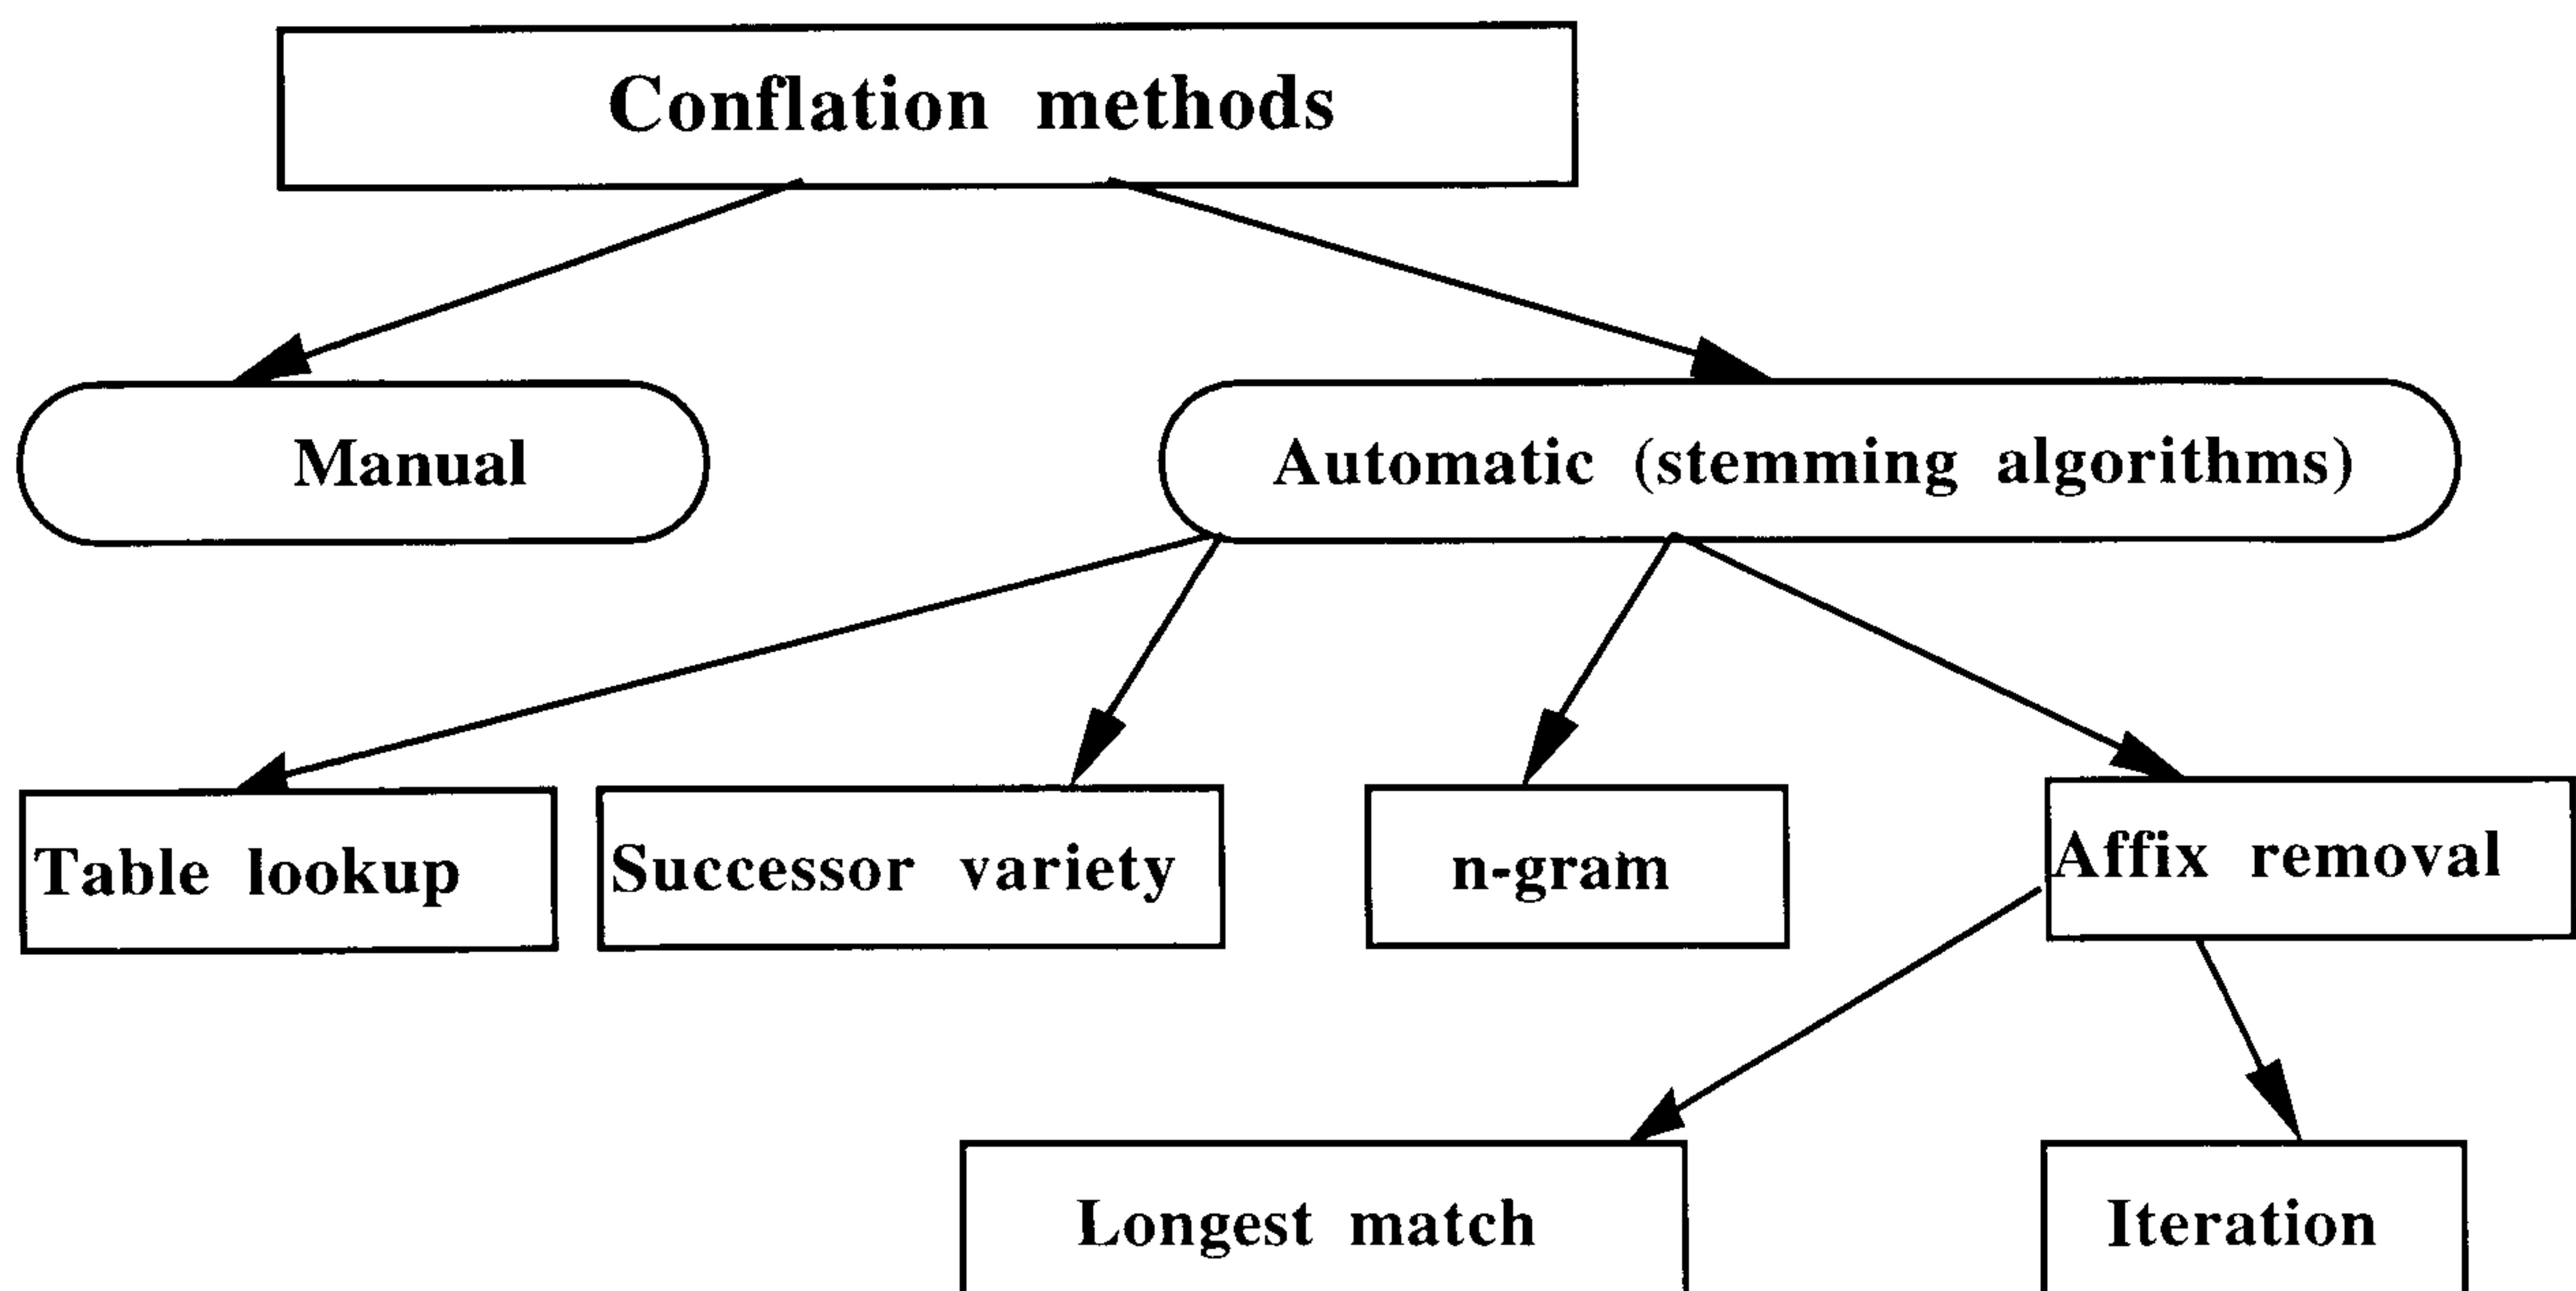 Conflation methods
Manual
Automatic (stemming algorithms)
Table lookup
Successor variety
n-gram
Affix removal
Longest match
Iteration